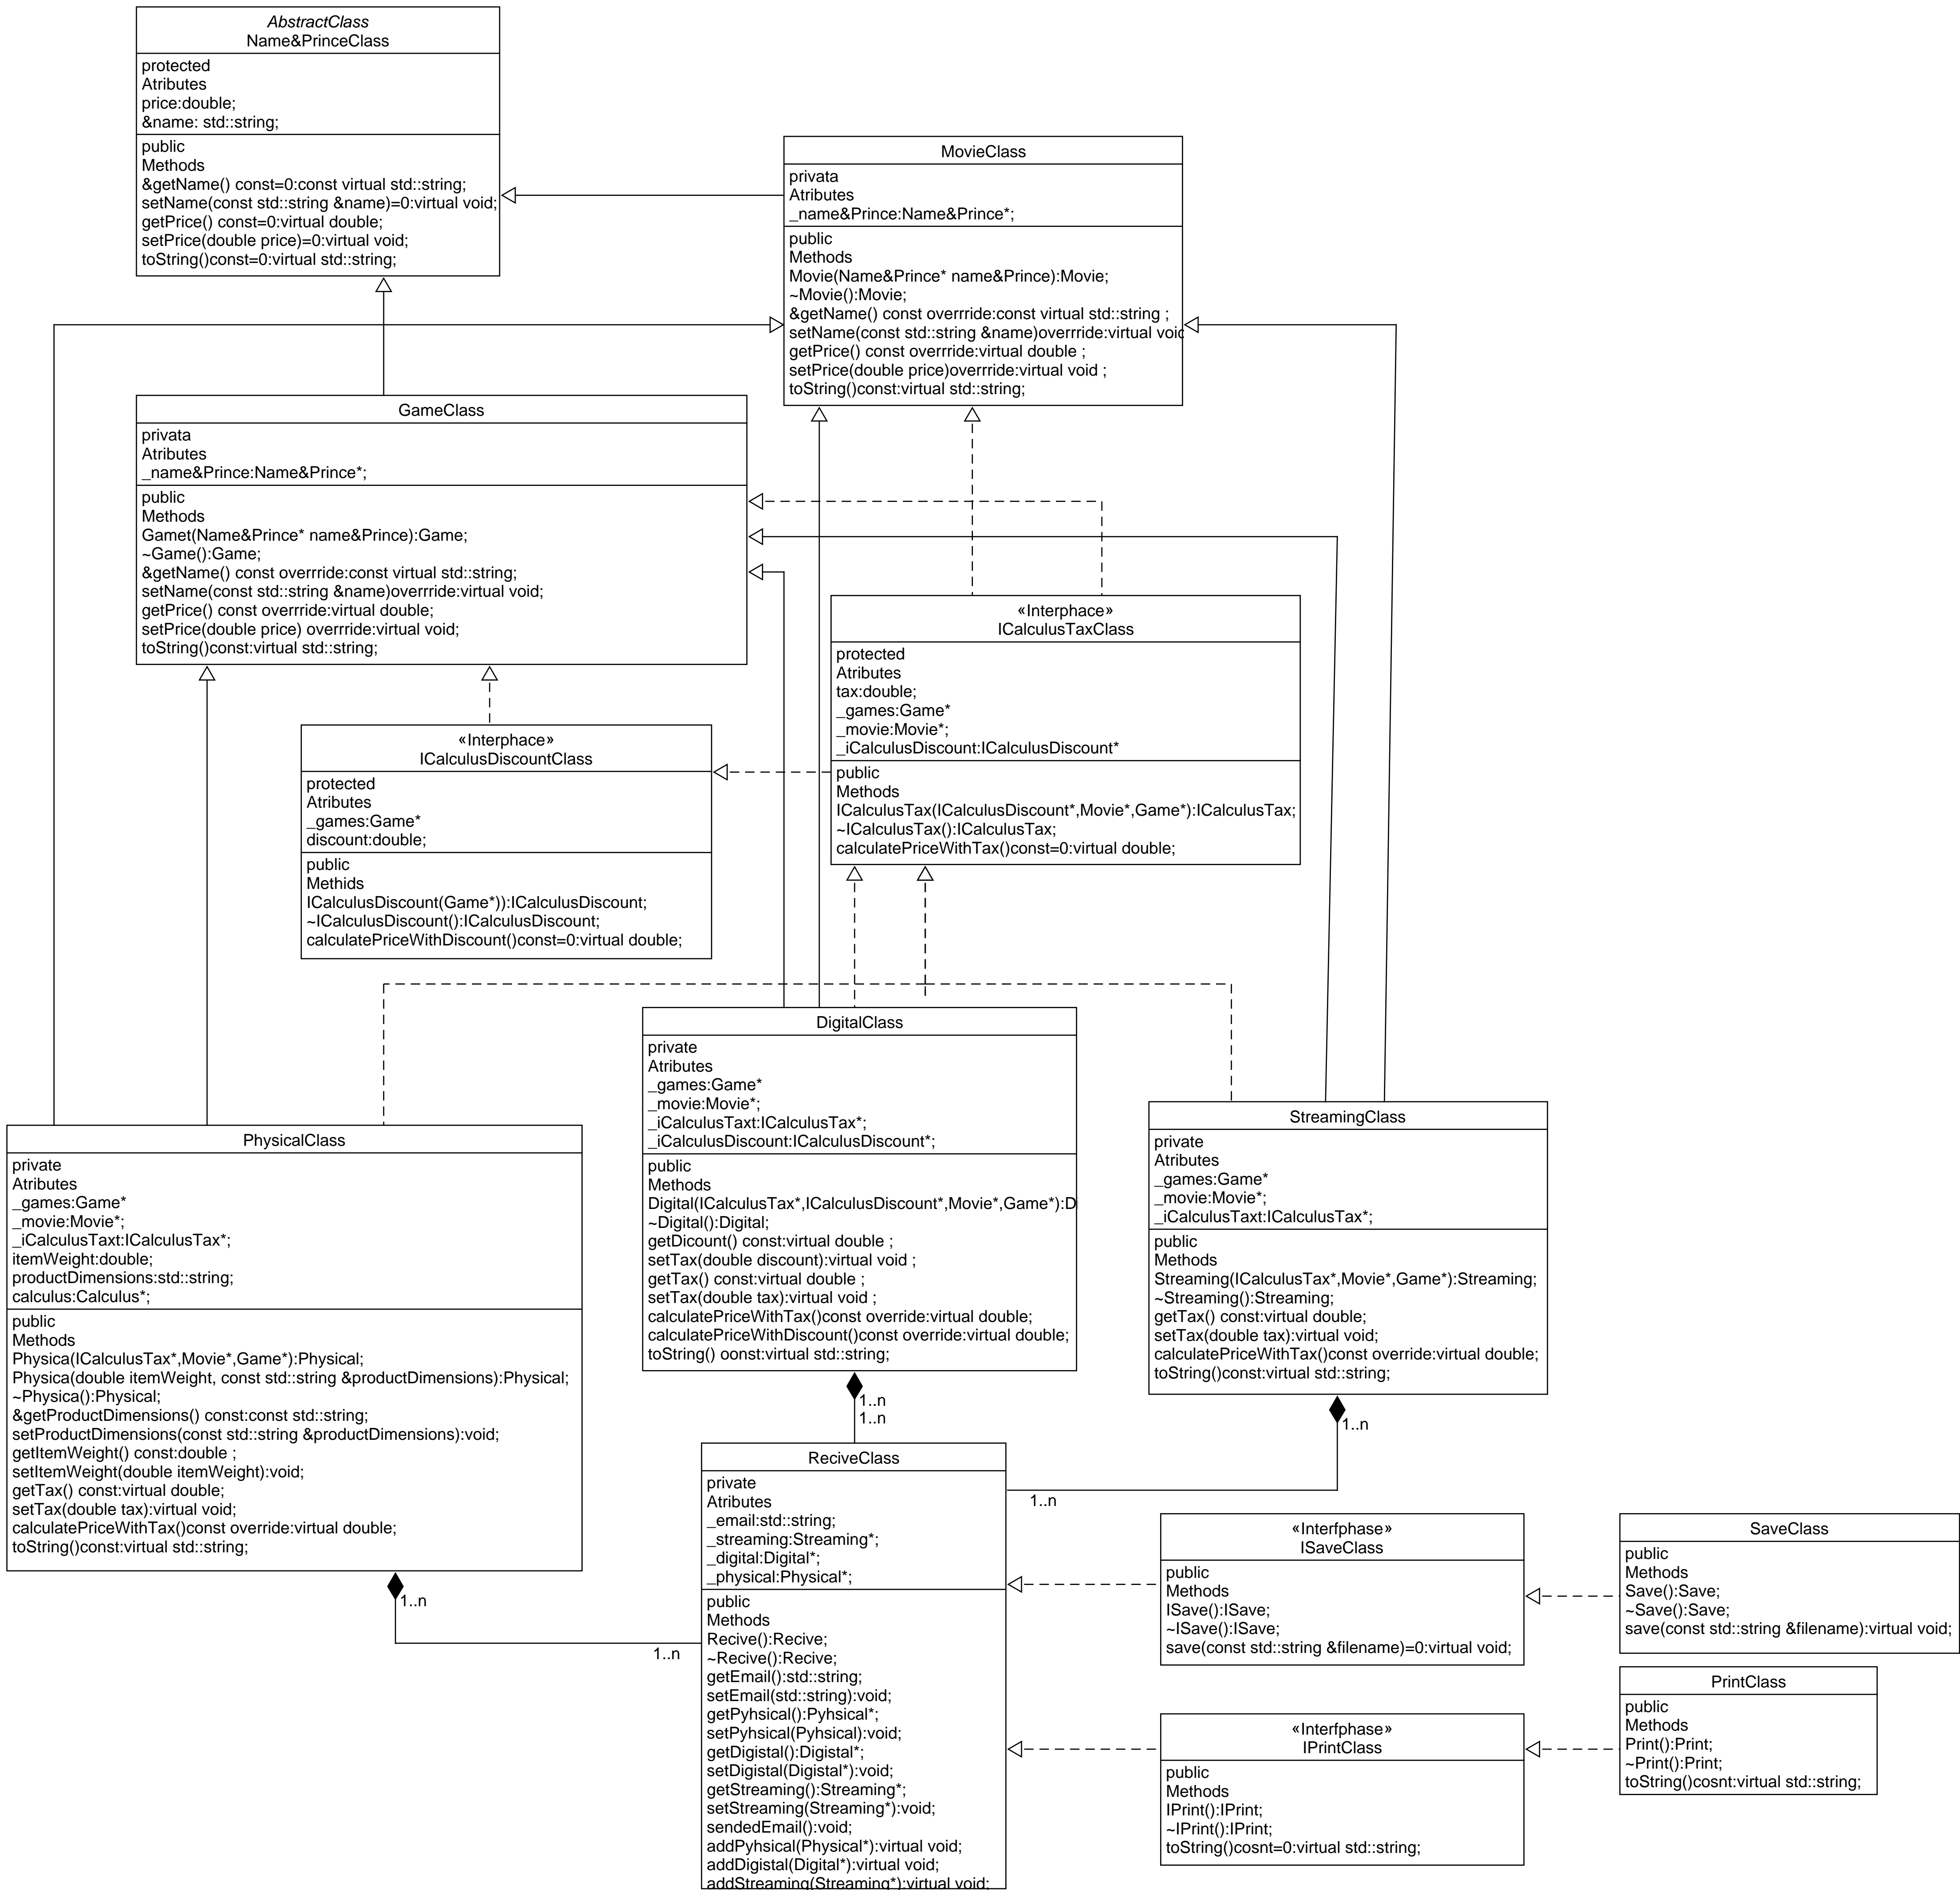 AbstractClass
Name&PrinceClass
protected
Atributes
price:double;
&name: std::string;
public
Methods
&getName() const=0:const virtual std::string;
setName(const std::string &name)=0:virtual void;
getPrice() const=0:virtual double;
setPrice(double price)=0:virtual void;
toString()const=0:virtual std::string;
MovieClass
privata
Atributes
_name&Prince:Name&Prince*;
public
Methods
Movie(Name&Prince* name&Prince):Movie;
~Movie():Movie;
&getName() const overrride:const virtual std::string ;
setName(const std::string &name)overrride:virtual void
getPrice() const overrride:virtual double ;
setPrice(double price)overrride:virtual void ;
toString()const:virtual std::string;
GameClass
privata
Atributes
_name&Prince:Name&Prince*;
public
Methods
Gamet(Name&Prince* name&Prince):Game;
~Game():Game;
&getName() const overrride:const virtual std::string;
setName(const std::string &name)overrride:virtual void;
getPrice() const overrride:virtual double;
setPrice(double price) overrride:virtual void;
toString()const:virtual std::string;
«Interphace»
ICalculusTaxClass
protected
Atributes
tax:double;
_games:Game*
_movie:Movie*;
_iCalculusDiscount:ICalculusDiscount*
public
Methods
ICalculusTax(ICalculusDiscount*,Movie*,Game*):ICalculusTax;
~ICalculusTax():ICalculusTax;
calculatePriceWithTax()const=0:virtual double;
«Interphace»
ICalculusDiscountClass
protected
Atributes
_games:Game*
discount:double;
public
Methids
ICalculusDiscount(Game*)):ICalculusDiscount;
~ICalculusDiscount():ICalculusDiscount;
calculatePriceWithDiscount()const=0:virtual double;
DigitalClass
private
Atributes
_games:Game*
_movie:Movie*;
_iCalculusTaxt:ICalculusTax*;
_iCalculusDiscount:ICalculusDiscount*;
public
Methods
Digital(ICalculusTax*,ICalculusDiscount*,Movie*,Game*):D
~Digital():Digital;
getDicount() const:virtual double ;
setTax(double discount):virtual void ;
getTax() const:virtual double ;
setTax(double tax):virtual void ;
calculatePriceWithTax()const override:virtual double;
calculatePriceWithDiscount()const override:virtual double;
toString() oonst:virtual std::string;
1..n
1..n
StreamingClass
private
Atributes
_games:Game*
_movie:Movie*;
_iCalculusTaxt:ICalculusTax*;
public
Methods
Streaming(ICalculusTax*,Movie*,Game*):Streaming;
~Streaming():Streaming;
getTax() const:virtual double;
setTax(double tax):virtual void;
calculatePriceWithTax()const override:virtual double;
toString()const:virtual std::string;
1..n
1..n
PhysicalClass
private
Atributes
_games:Game*
_movie:Movie*;
_iCalculusTaxt:ICalculusTax*;
itemWeight:double;
productDimensions:std::string;
calculus:Calculus*;
public
Methods
Physica(ICalculusTax*,Movie*,Game*):Physical;
Physica(double itemWeight, const std::string &productDimensions):Physical;
~Physica():Physical;
&getProductDimensions() const:const std::string;
setProductDimensions(const std::string &productDimensions):void;
getItemWeight() const:double ;
setItemWeight(double itemWeight):void;
getTax() const:virtual double;
setTax(double tax):virtual void;
calculatePriceWithTax()const override:virtual double;
toString()const:virtual std::string;
1..n
1..n
ReciveClass
private
Atributes
_email:std::string;
_streaming:Streaming*;
_digital:Digital*;
_physical:Physical*;
public
Methods
Recive():Recive;
~Recive():Recive;
getEmail():std::string;
setEmail(std::string):void;
getPyhsical():Pyhsical*;
setPyhsical(Pyhsical):void;
getDigistal():Digistal*;
setDigistal(Digistal*):void;
getStreaming():Streaming*;
setStreaming(Streaming*):void;
sendedEmail():void;
addPyhsical(Physical*):virtual void;
addDigistal(Digital*):virtual void;
addStreaming(Streaming*):virtual void;
«Interfphase»
ISaveClass
public
Methods
ISave():ISave;
~ISave():ISave;
save(const std::string &filename)=0:virtual void;
SaveClass
public
Methods
Save():Save;
~Save():Save;
save(const std::string &filename):virtual void;
«Interfphase»
IPrintClass
public
Methods
IPrint():IPrint;
~IPrint():IPrint;
toString()cosnt=0:virtual std::string;
PrintClass
public
Methods
Print():Print;
~Print():Print;
toString()cosnt:virtual std::string;